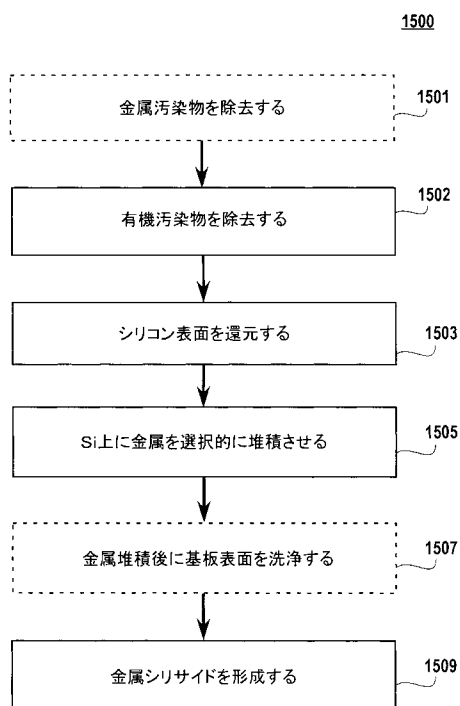 1500
金属汚染物を除去する
1501
有機汚染物を除去する
1502
シリコン表面を還元する
1503
Si上に金属を選択的に堆積させる
1505
金属堆積後に基板表面を洗浄する
1507
金属シリサイドを形成する
1509